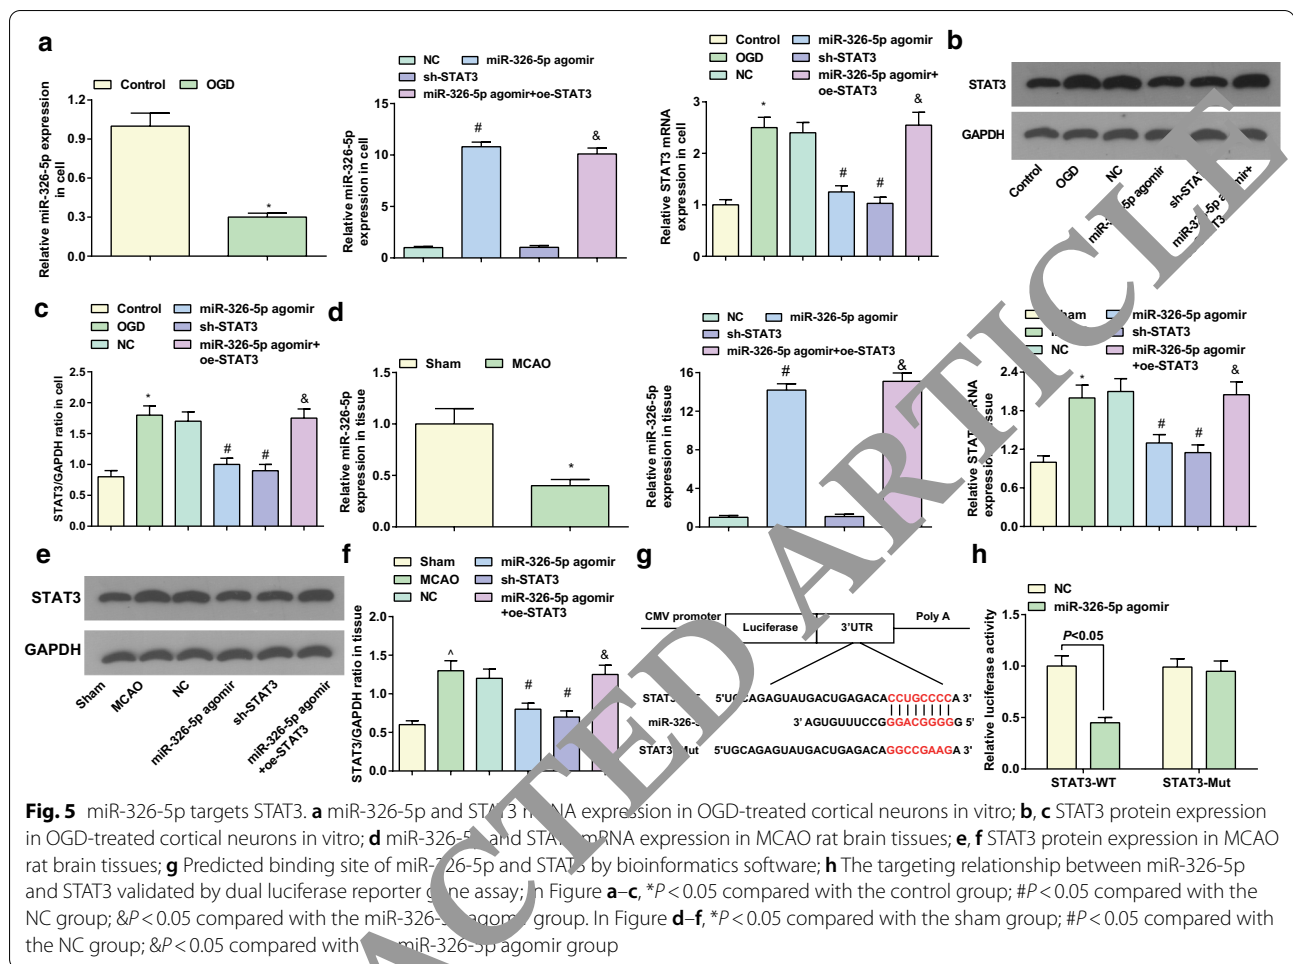 a
Control OGD
Relative miR-326-5p expression
in cell
1.2
0.9
0.6
0.3
0.0
*
NC miR-326-5p agomir
sh-STAT3
miR-326-5p agomir+oe-STAT3
Relative miR-326-5p
expression in cell
15
10
5
0
#
&
Control miR-326-5p agomir
OGD sh-STAT3
NC miR-326-5p agomir+
oe-STAT3
Relative STAT3 mRNA
expression in cell
3
2
1
0
*
# #
&
b
STAT3
GAPDH
Control
OGD
NC
agomir
c
Control miR-326-5p agomir
OGD sh-STAT3
NC miR-326-5p agomir+
oe-STAT3
STAT3/GAPDH ratio in cell
2.5
2.0
1.5
1.0
0.5
0.0
*
# #
&
d
Sham MCAO
Relative miR-326-5p
expression in tissue
1.5
1.0
0.5
0.0
*
NC miR-326-5p agomir
sh-STAT3
miR-326-5p agomir+oe-STAT3
Relative miR-326-5p
expression in tissue
16
12
8
4
0
#
&
miR-326-5p agomir
sh-STAT3
NC miR-326-5p agomir
+oe-STAT3
Relative
expression
2.4
1.8
1.2
0.6
0.0
*
# #
&
e
STAT3
GAPDH
Sham
MCAO
NC
miR-326-5p agomir
sh-STAT3
miR-326-5p agomir
+oe-STAT3
f
Sham miR-326-5p agomir
MCAO sh-STAT3
NC miR-326-5p agomir
+oe-STAT3
STAT3/GAPDH ratio in tissue
2.0
1.5
1.0
0.5
0.0
^
# #
&
g
CMV promoter Luciferase 3'UTR Poly A
5'UGCAGAGUAUGACUGAGACACCUGCCCCA 3'
3' AGUGUUUCCGGGACGGGGG 5'
5'UGCAGAGUAUGACUGAGACAGGCCGAAGA 3'
h
NC
miR-326-5p agomir
Relative luciferase activity
1.5
1.0
0.5
0.0
P<0.05
STAT3-WT STAT3-Mut
Fig. 5 miR-326-5p targets STAT3. a miR-326-5p and STAT3 mRNA expression in OGD-treated cortical neurons in vitro; b, c STAT3 protein expression
in OGD-treated cortical neurons in vitro; d miR-326-5p and STAT3 mRNA expression in MCAO rat brain tissues; e, f STAT3 protein expression in MCAO
rat brain tissues; g Predicted binding site of miR-326-5p and STAT3 by bioinformatics software; h The targeting relationship between miR-326-5p
and STAT3 validated by dual luciferase reporter gene assay; In Figure a–c, *P < 0.05 compared with the control group; #P < 0.05 compared with the
NC group; &P < 0.05 compared with the miR-326-5p agomir group. In Figure d–f, *P < 0.05 compared with the sham group; #P < 0.05 compared with
the NC group; &P < 0.05 compared with miR-326-5p agomir group
ACTED ARTICLE